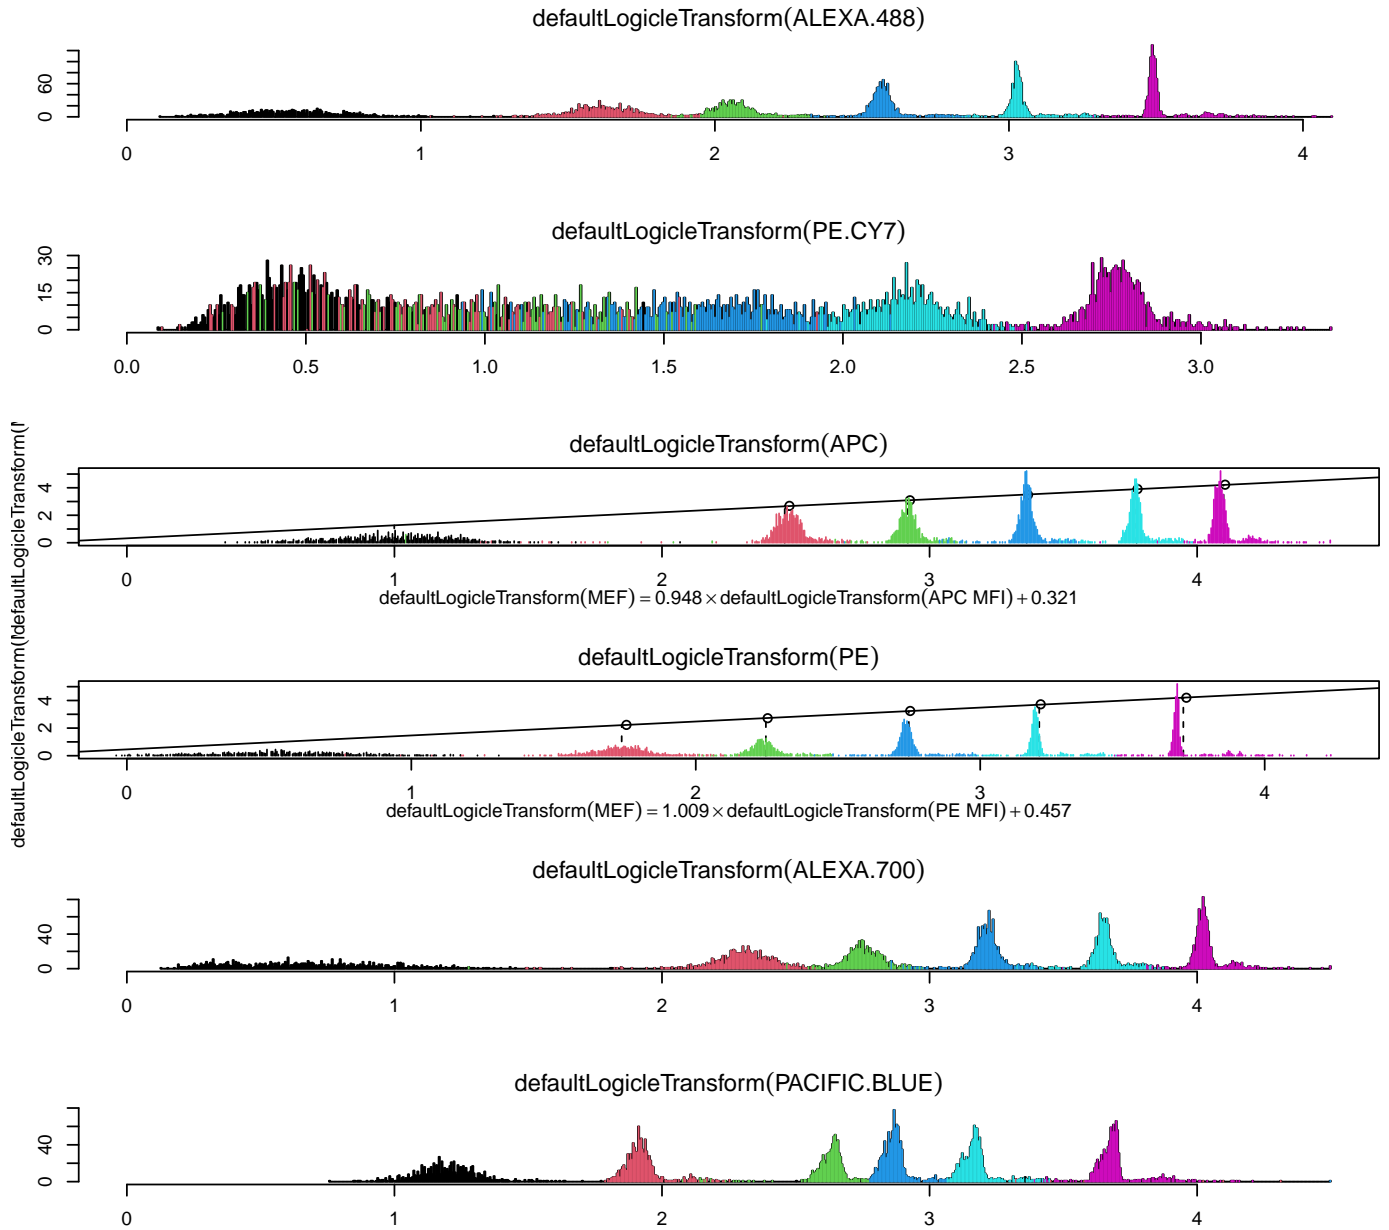 defaultLogicleTransform(ALEXA.488)
0 60
0 1 2 3 4
defaultLogicleTransform(PE.CY7)
0 15 30
0.0 0.5 1.0 1.5 2.0 2.5 3.0
defaultLogicleTransform(APC)
0 2 4
0 1 2 3 4
defaultLogicleTransform(MEF) = 0.948 × defaultLogicleTransform(APC MFI) + 0.321
defaultLogicleTransform(PE)
0 2 4
0 1 2 3 4
defaultLogicleTransform(MEF) = 1.009 × defaultLogicleTransform(PE MFI) + 0.457
defaultLogicleTransform(
defaultLogicleTransform(
defaultLogicleTransform(ALEXA.700)
0 40
0 1 2 3 4
defaultLogicleTransform(PACIFIC.BLUE)
0 40
0 1 2 3 4